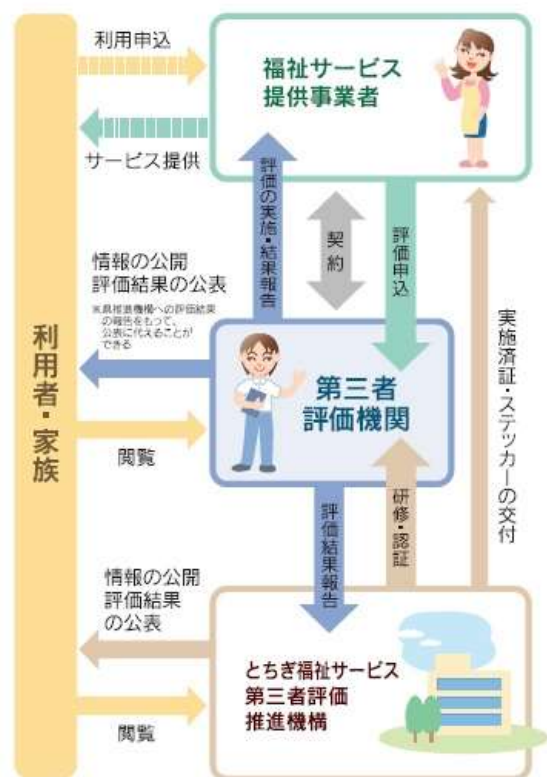 利用申込
福祉サービス
提供事業者
サービス提供
評価の実施・結果報告
契約
評価申込
情報の公開
評価結果の公表
※県推進機構への評価結果
の報告をもって、
公表に代えることが
できる
利用者・家族
第三者
評価機関
閲覧
実施済証・ステッカーの交付
評価結果報告
研修・認証
情報の公開
評価結果
の公表
とちぎ福祉サービス
第三者評価
推進機構
閲覧